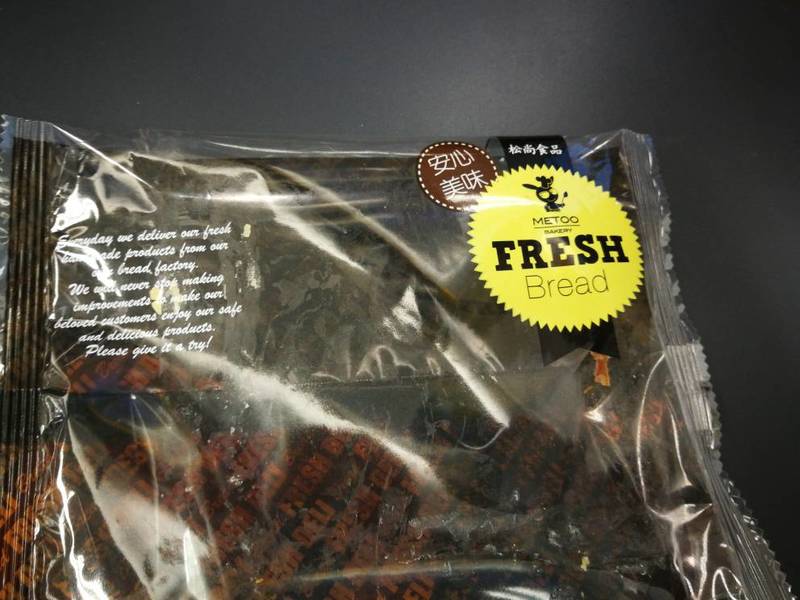 安心
美味
松尚食品
METOO
BAKERY
FRESH
Bread
Everyday we deliver our fresh
handmade products from our
own bread factory.
We will never stop making
improvements to make our
beloved customers enjoy our safe
and delicious products.
Please give it a try!